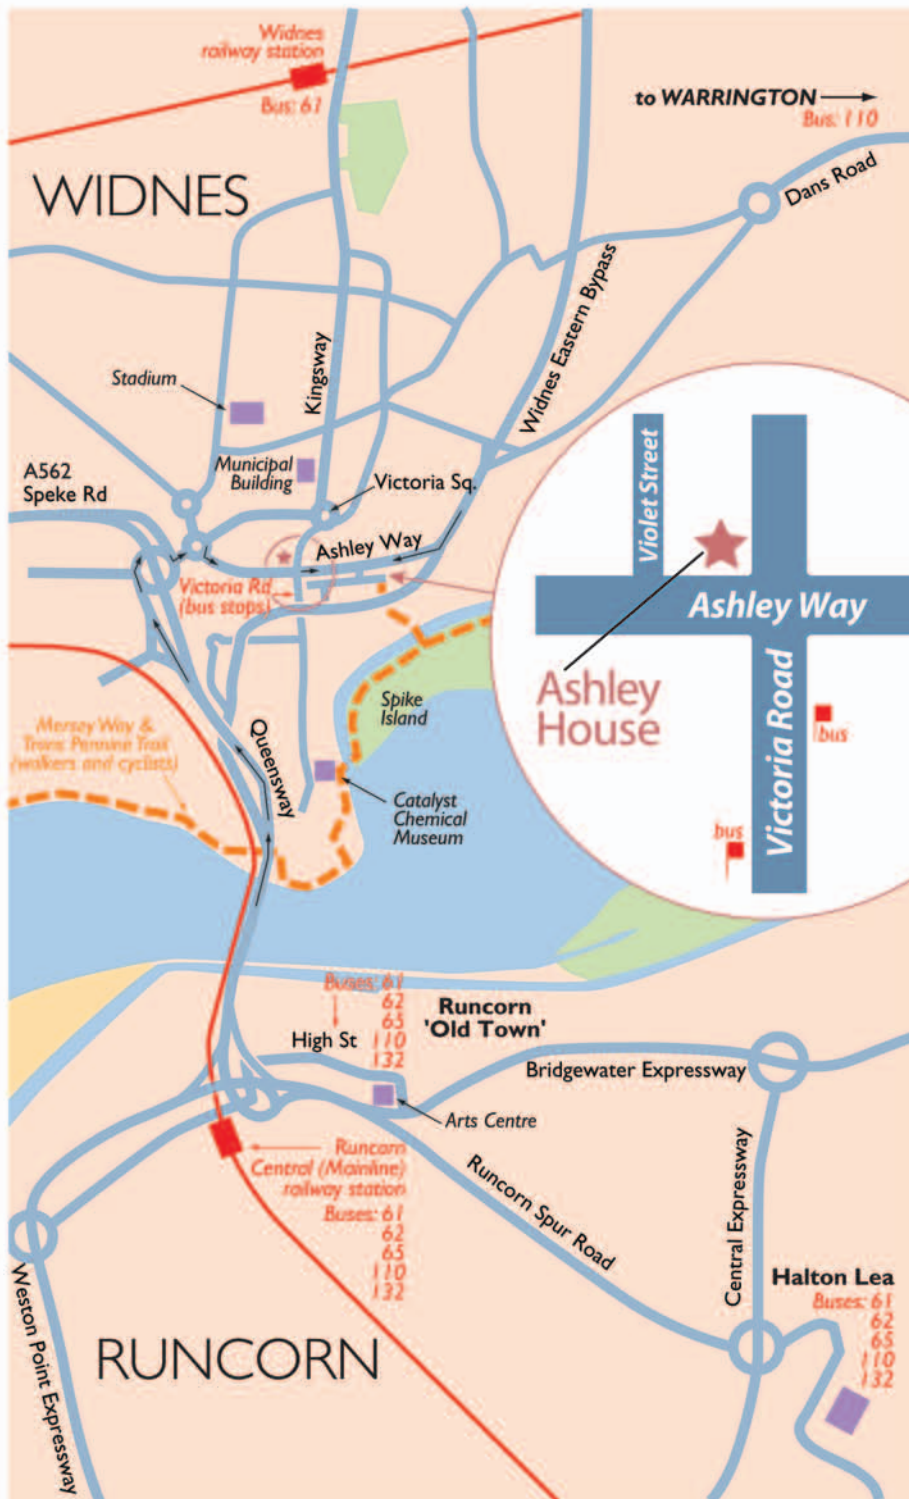 Widnes
railway station
Bus: 61
to WARRINGTON
Bus: 110
WIDNES
Dans Road
Kingsway
Widnes Eastern Bypass
Stadium
A562
Speke Rd
Municipal
Building
Victoria Sq.
Ashley Way
Victoria Rd
(bus stops)
Violet Street
Ashley Way
Ashley
House
Victoria Road
bus
bus
Spike
Island
Mersey Way &
Trans Pennine Trail
(walkers and cyclists)
Queensway
Catalyst
Chemical
Museum
Buses: 61
62
65
110
132
High St
Runcorn
'Old Town'
Bridgewater Expressway
Arts Centre
Runcorn
Central (Mainline)
railway station
Buses: 61
62
65
110
132
Runcorn Spur Road
Central Expressway
Halton Lea
Buses: 61
62
65
110
132
Weston Point Expressway
RUNCORN